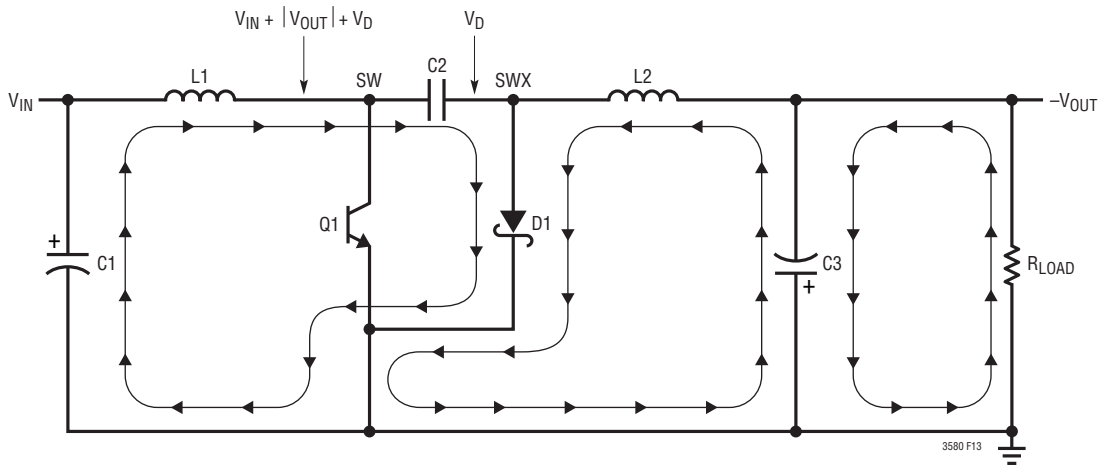 V_IN + |V_OUT| + V_D
V_D
L1
SW
C2
SWX
L2
V_IN
–V_OUT
Q1
D1
+
C1
C3
+
R_LOAD
3580 F13